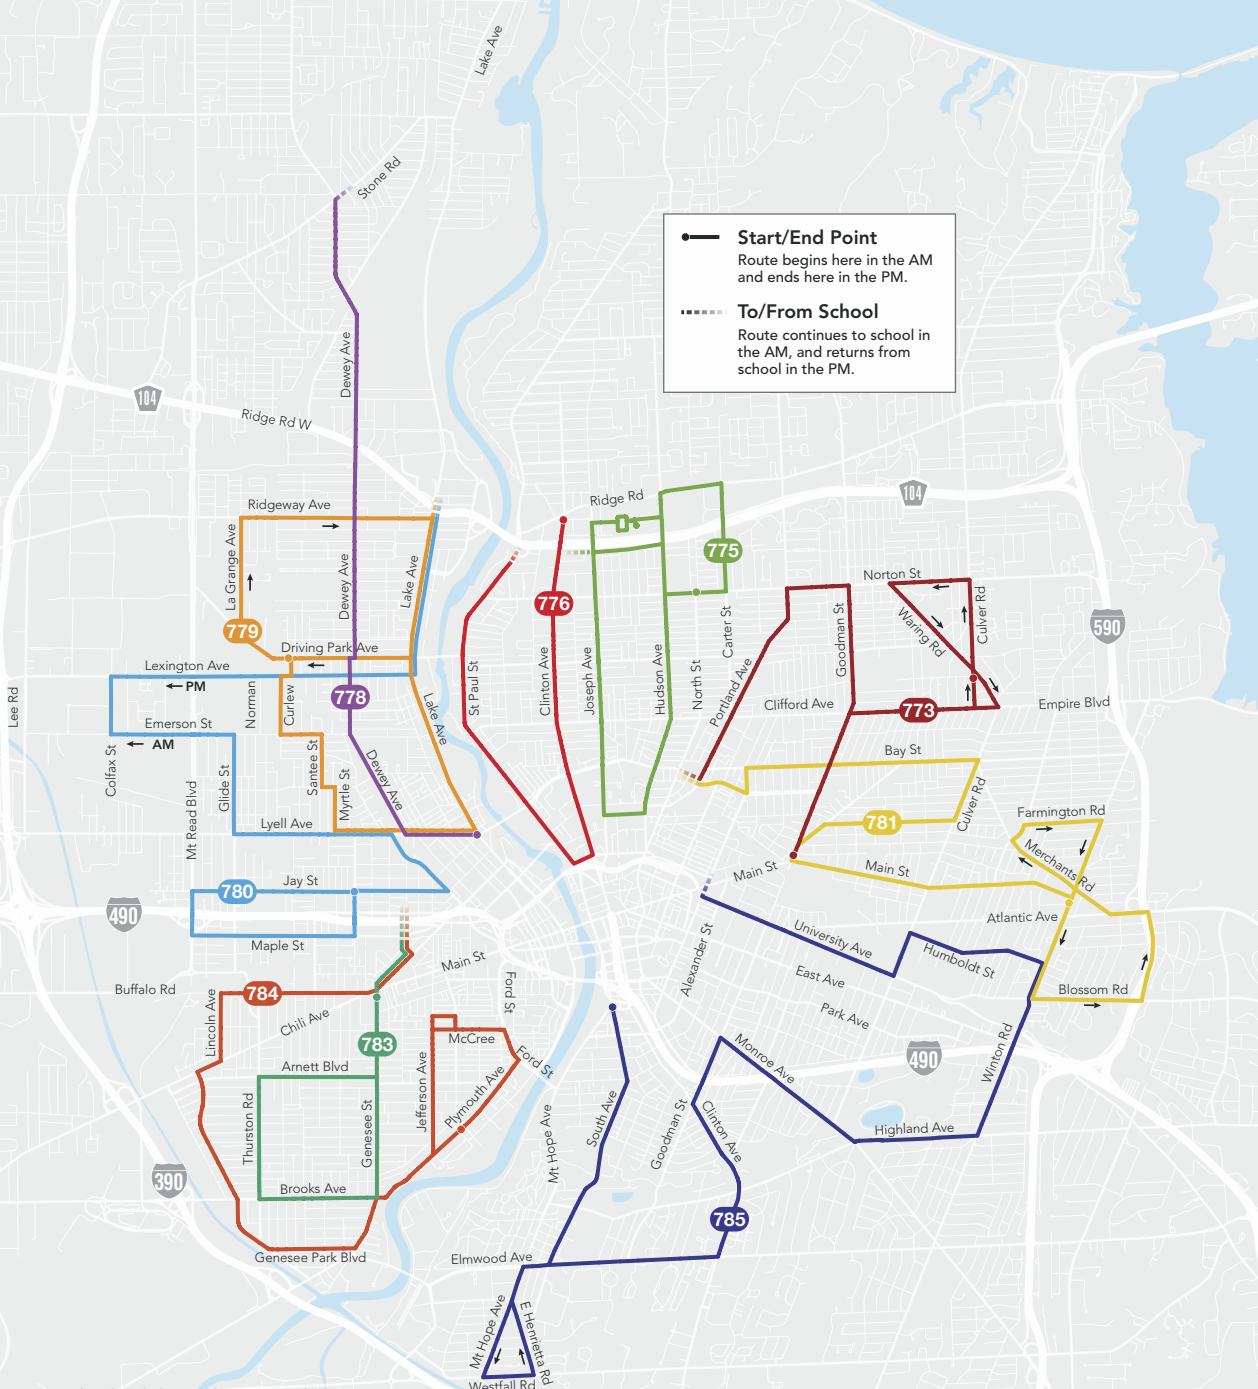 Lake Ave
Stone Rd
Start/End Point
Route begins here in the AM
and ends here in the PM.
To/From School
Route continues to school in
the AM, and returns from
school in the PM.
Dewey Ave
104
Ridge Rd W
Ridge Rd
104
Ridgeway Ave
La Grange Ave
Dewey Ave
Lake Ave
775
776
Norton St
Culver Rd
Waring Rd
590
779
Driving Park Ave
Carter St
Goodman St
Lexington Ave
PM
Lee Rd
Norman
Curlew
778
St Paul St
Clinton Ave
Joseph Ave
Hudson Ave
North St
Portland Ave
Clifford Ave
773
Empire Blvd
Emerson St
AM
Lake Ave
Colfax St
Glide St
Santee St
Myrtle St
Dewey Ave
Bay St
Mt Read Blvd
Lyell Ave
781
Culver Rd
Farmington Rd
Merchants Rd
Main St
Main St
780
Jay St
490
Maple St
Atlantic Ave
Alexander St
University Ave
Humboldt St
East Ave
Park Ave
Blossom Rd
Main St
Buffalo Rd
784
Ford St
Lincoln Ave
Chili Ave
783
McCree
Ford St
Arnett Blvd
Jefferson Ave
Plymouth Ave
490
Monroe Ave
Winton Rd
Thurston Rd
Genesee St
Mt Hope Ave
South Ave
Goodman St
Clinton Ave
Highland Ave
390
Brooks Ave
785
Genesee Park Blvd
Elmwood Ave
Mt Hope Ave
E Henrietta Rd
Westfall Rd